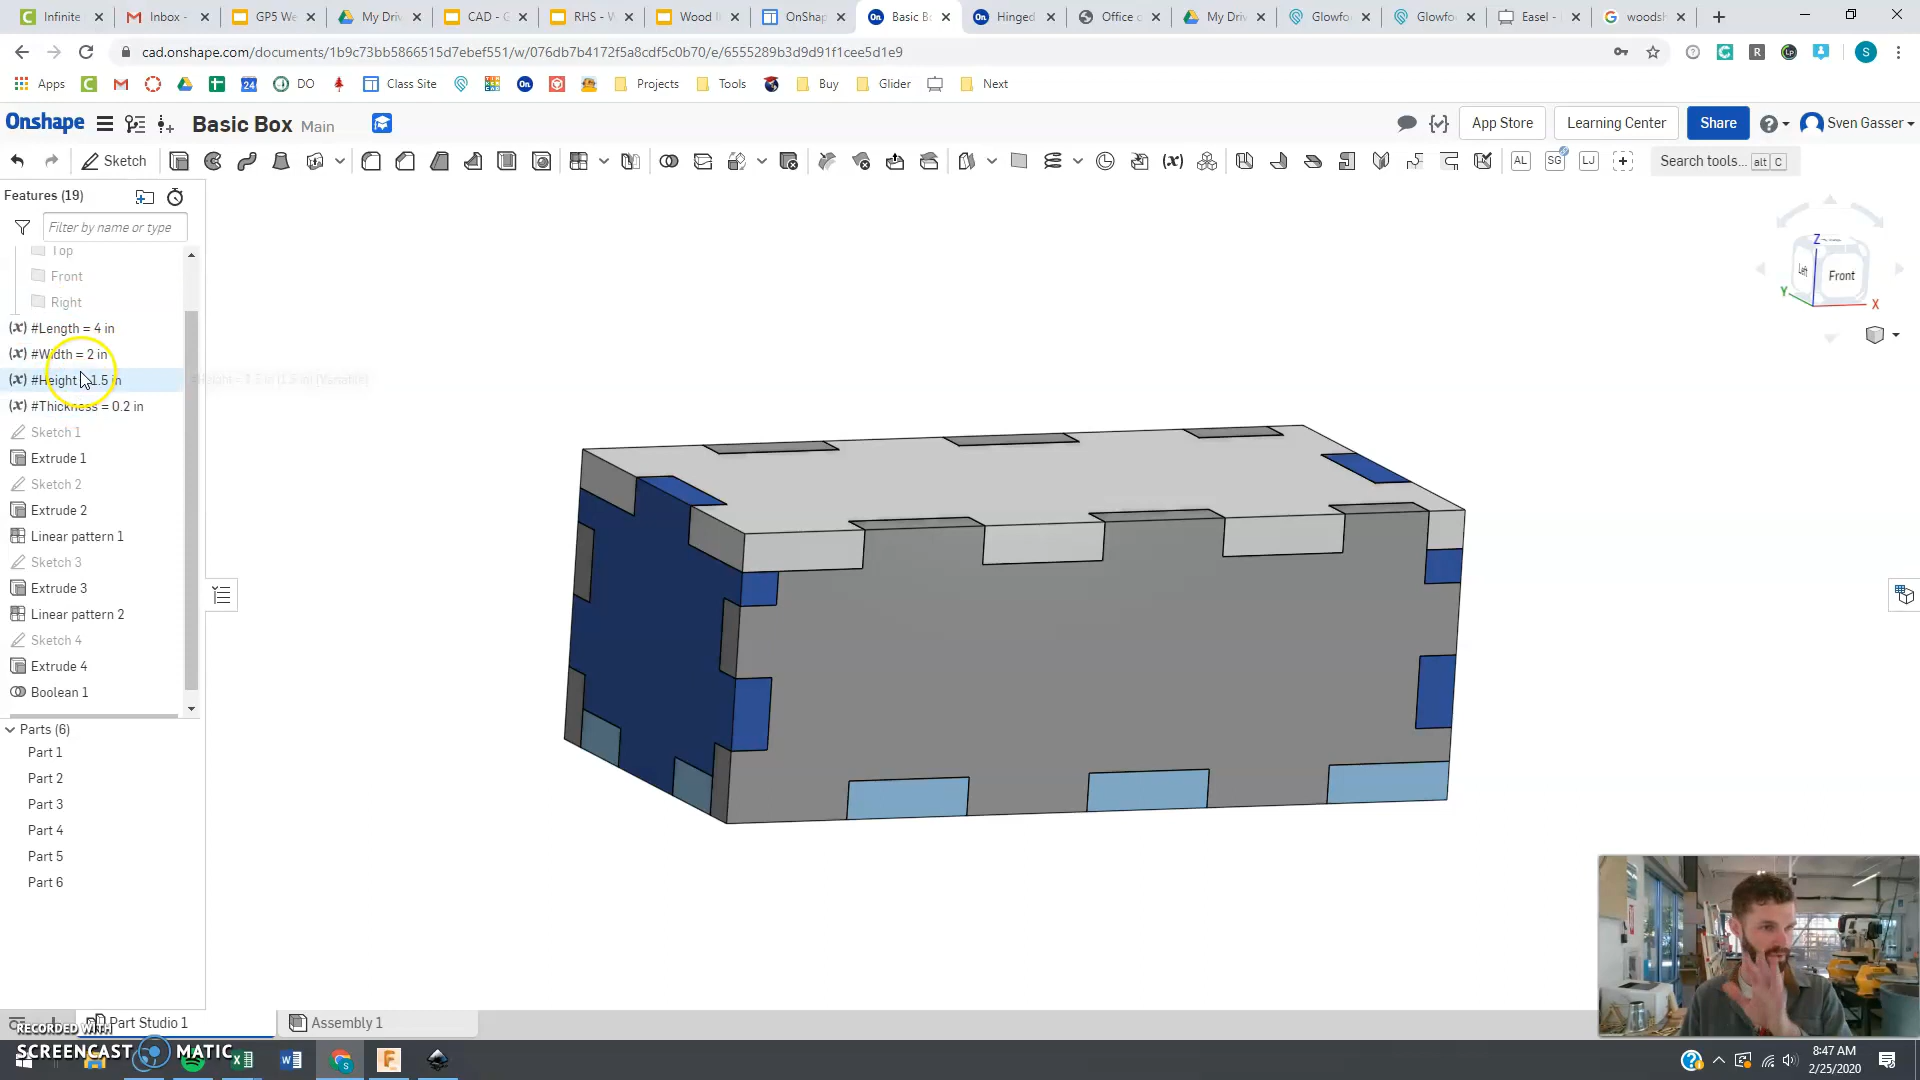 Infinite
Inbox -
GP5 We
My Driv
CAD - G
RHS - W
Wood II
OnShap
Basic Bo
Hinged
Office o
My Driv
Glowfo
Glowfo
Easel -
woodsh
cad.onshape.com/documents/1b9c73bb5866515d7ebef551/w/076db7b4172f5a8cdf5c0b70/e/6555289b3d9d91f1cee5d1e9
Apps
DO
Class Site
Projects
Tools
Buy
Glider
Next
Onshape
Basic Box Main
App Store
Learning Center
Share
Sven Gasser
Sketch
AL
SG
LJ
Search tools... alt C
Features (19)
Filter by name or type
Top
Front
Right
(x) #Length = 4 in
(x) #Width = 2 in
(x) #Height 1.5 in
(x) #Thickness = 0.2 in
Sketch 1
Extrude 1
Sketch 2
Extrude 2
Linear pattern 1
Sketch 3
Extrude 3
Linear pattern 2
Sketch 4
Extrude 4
Boolean 1
Parts (6)
Part 1
Part 2
Part 3
Part 4
Part 5
Part 6
Z
Left
Front
Y
X
Part Studio 1
Assembly 1
RECORDED WITH
SCREENCAST MATIC
8:47 AM
2/25/2020